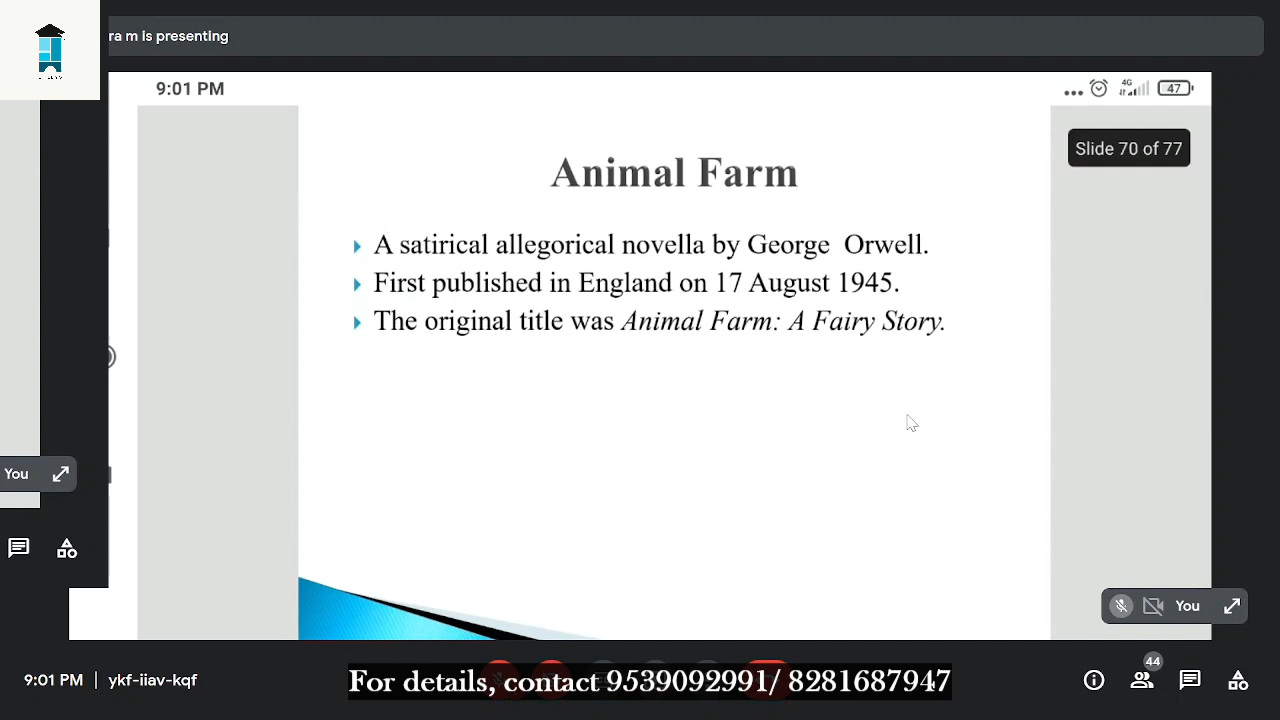 ra m is presenting
9:01 PM
4G
47
Slide 70 of 77
Animal Farm
A satirical allegorical novella by George Orwell.
First published in England on 17 August 1945.
The original title was Animal Farm: A Fairy Story.
You
You
44
9:01 PM | ykf-iiav-kqf
For details, contact 9539092991/ 8281687947